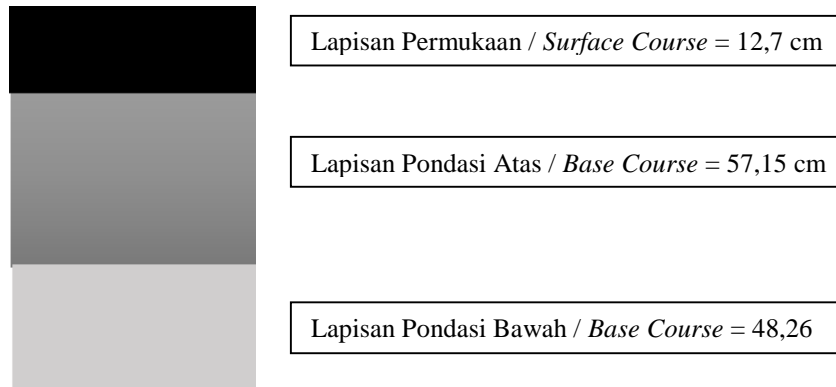 Lapisan Permukaan / Surface Course = 12,7 cm
Lapisan Pondasi Atas / Base Course = 57,15 cm
Lapisan Pondasi Bawah / Base Course = 48,26